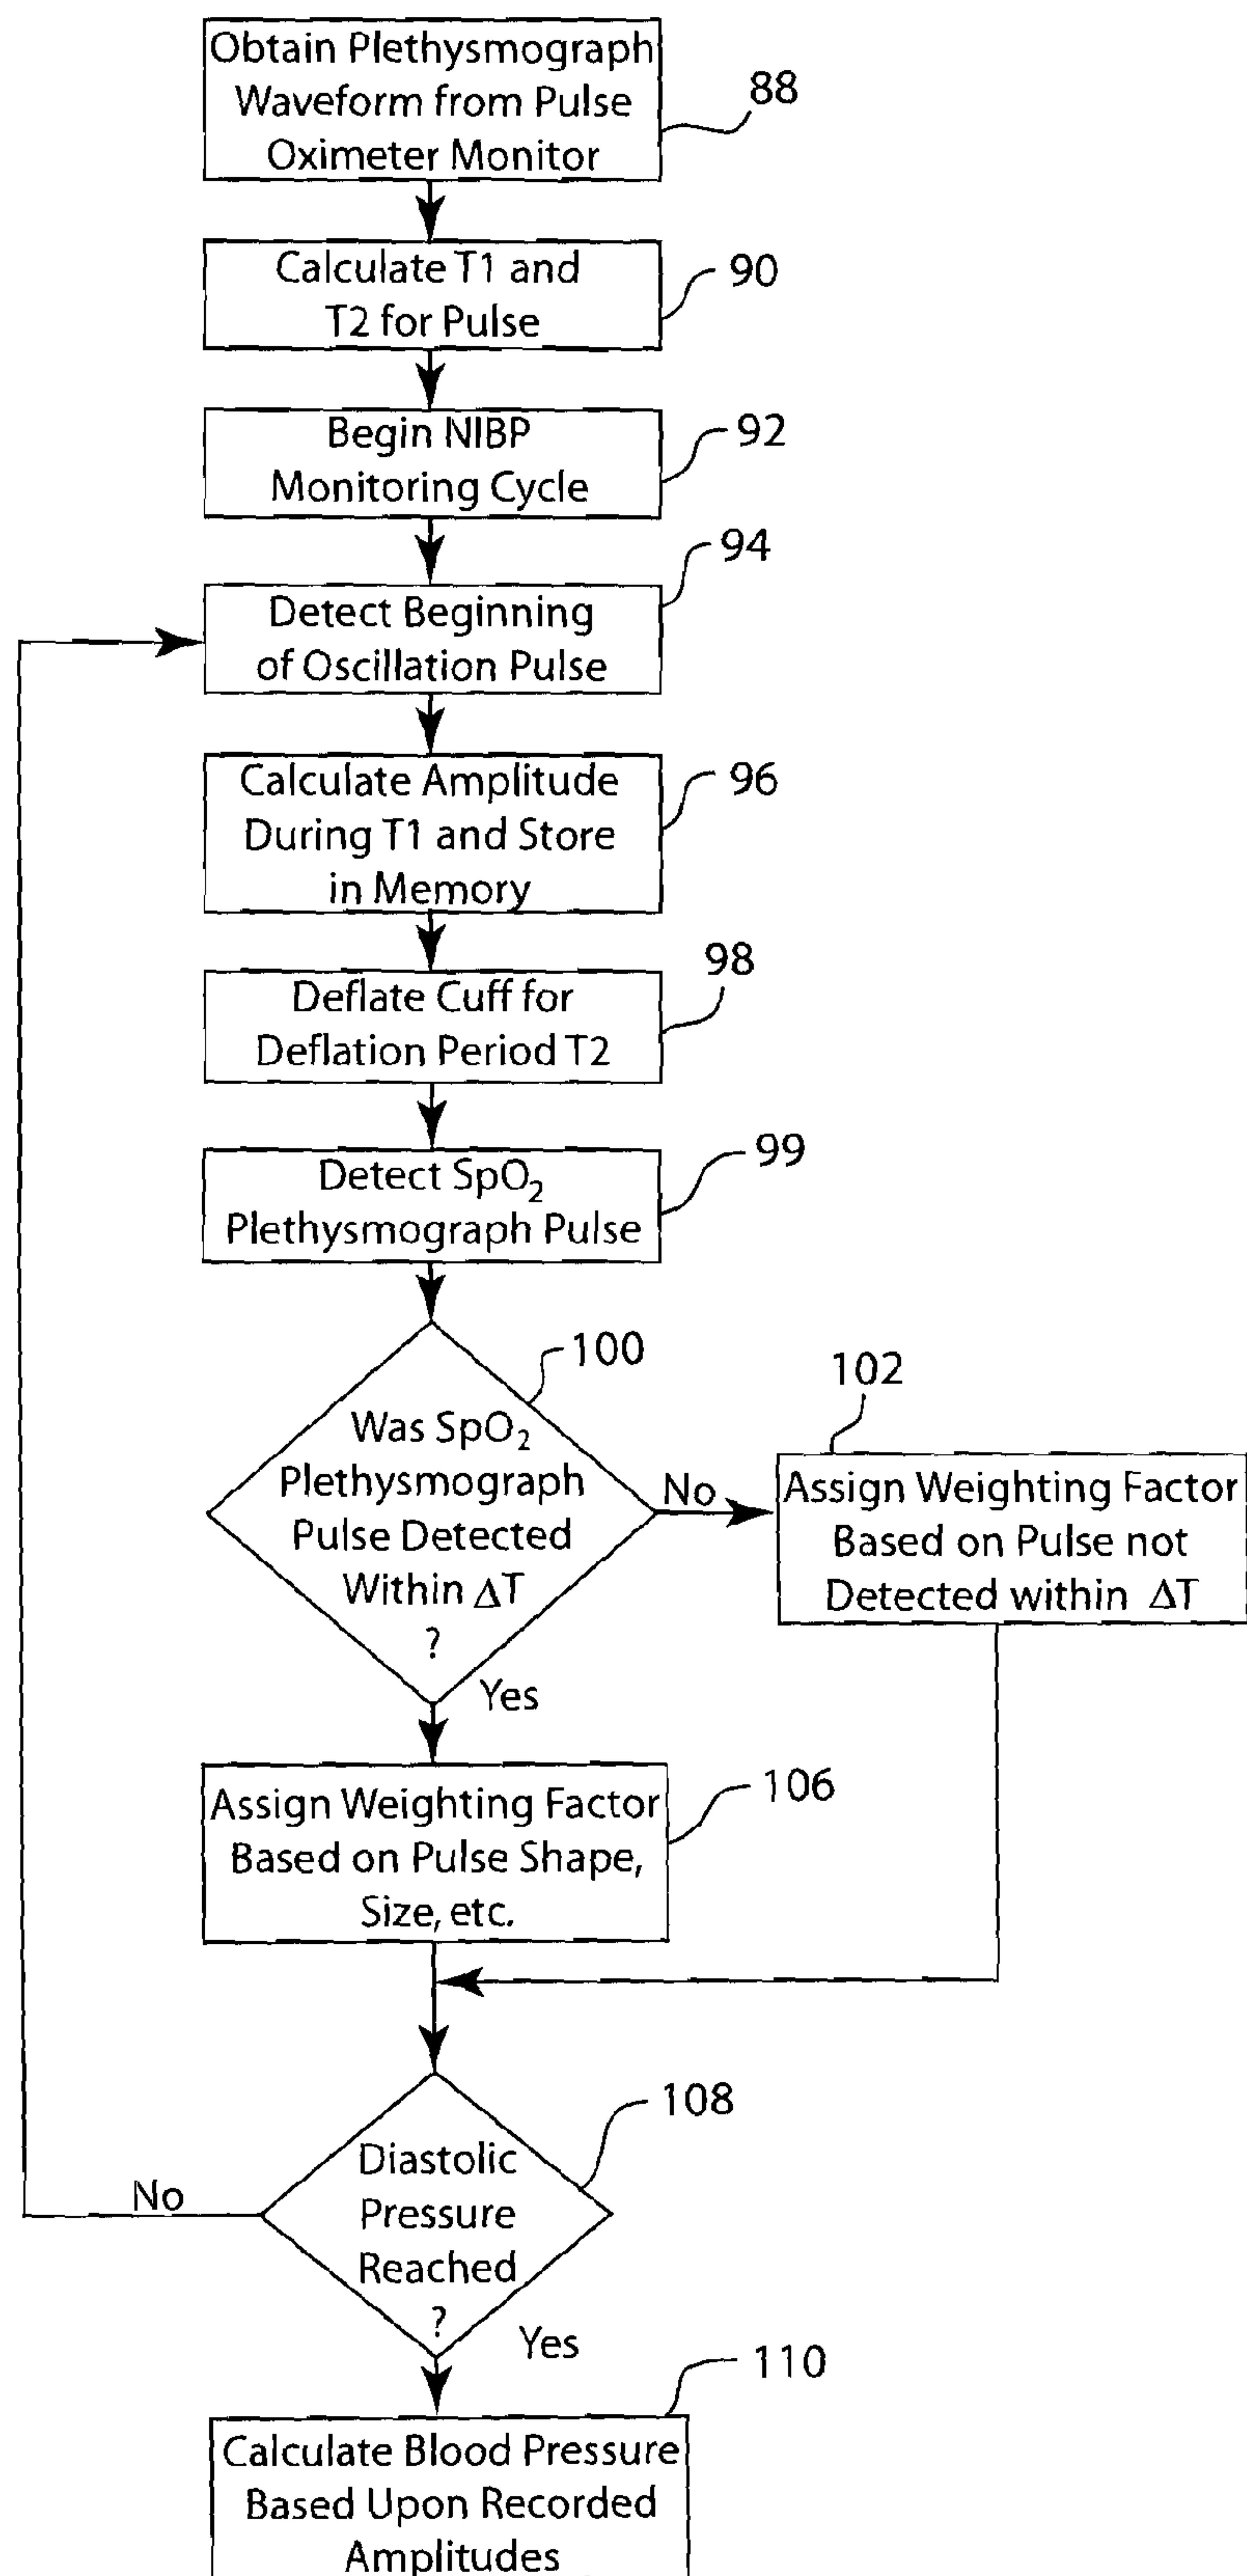 Obtain Plethysmograph
Waveform from Pulse
Oximeter Monitor
88
Calculate T1 and
T2 for Pulse
90
Begin NIBP
Monitoring Cycle
92
94
Detect Beginning
of Oscillation Pulse
Calculate Amplitude
During T1 and Store
in Memory
96
98
Deflate Cuff for
Deflation Period T2
99
Detect SpO₂
Plethysmograph Pulse
100
Was SpO₂
Plethysmograph
Pulse Detected
Within ΔT
?
No
102
Assign Weighting Factor
Based on Pulse not
Detected within ΔT
Yes
106
Assign Weighting Factor
Based on Pulse Shape,
Size, etc.
108
Diastolic
Pressure
Reached
?
No
Yes
110
Calculate Blood Pressure
Based Upon Recorded
Amplitudes